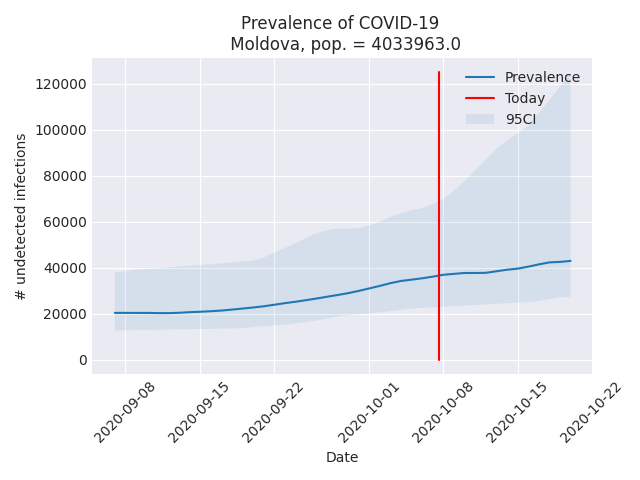 Prevalence of COVID-19
Moldova, pop. = 4033963.0
Prevalence
Today
95CI
120000
100000
80000
60000
40000
20000
0
# undetected infections
2020-09-08
2020-09-15
2020-09-22
2020-10-01
2020-10-08
2020-10-15
2020-10-22
Date